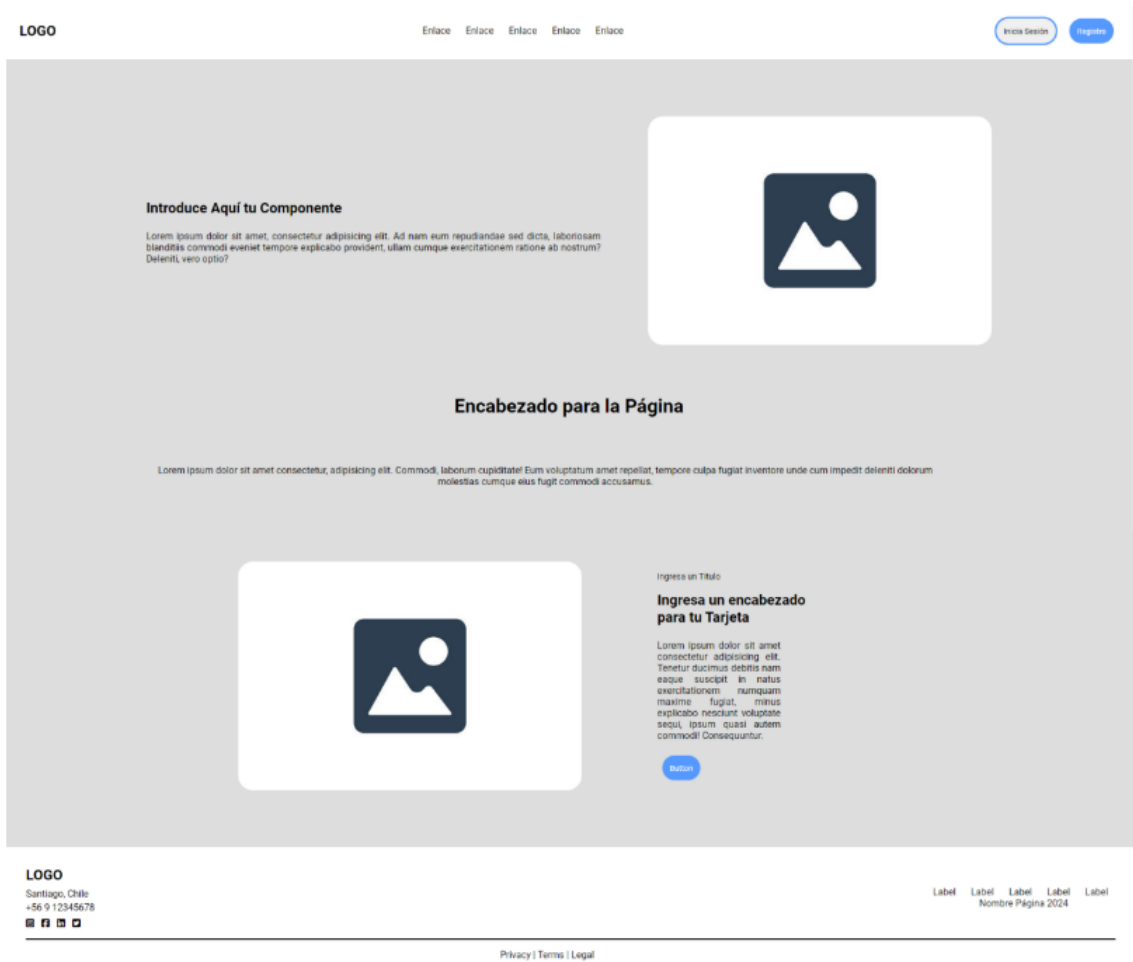 LOGO
Enlace Enlace Enlace Enlace Enlace
Inicia Sesión
Registro
Introduce Aquí tu Componente
Lorem ipsum dolor sit amet, consectetur adipisicing elit. Ad nam eum repudiandae sed dicta, laboriosam
blanditiis commodi eveniet tempore explicabo provident, ullam cumque exercitationem ratione ab nostrum?
Deleniti, vero optio?
Encabezado para la Página
Lorem ipsum dolor sit amet consectetur, adipisicing elit. Commodi, laborum cupiditate! Eum voluptatum amet repellat, tempore culpa fugiat inventore unde cum impedit deleniti dolorum
molestias cumque eius fugit commodi accusamus.
Ingresa un Título
Ingresa un encabezado
para tu Tarjeta
Lorem ipsum dolor sit amet
consectetur adipisicing elit.
Tenetur ducimus debitis nam
eaque suscipit in natus
exercitationem numquam
maxime fugiat, minus
explicabo nesciunt voluptate
sequi, ipsum quasi autem
commodi! Consequuntur.
Button
LOGO
Santiago, Chile
+56 9 12345678
Label Label Label Label Label
Nombre Página 2024
Privacy | Terms | Legal